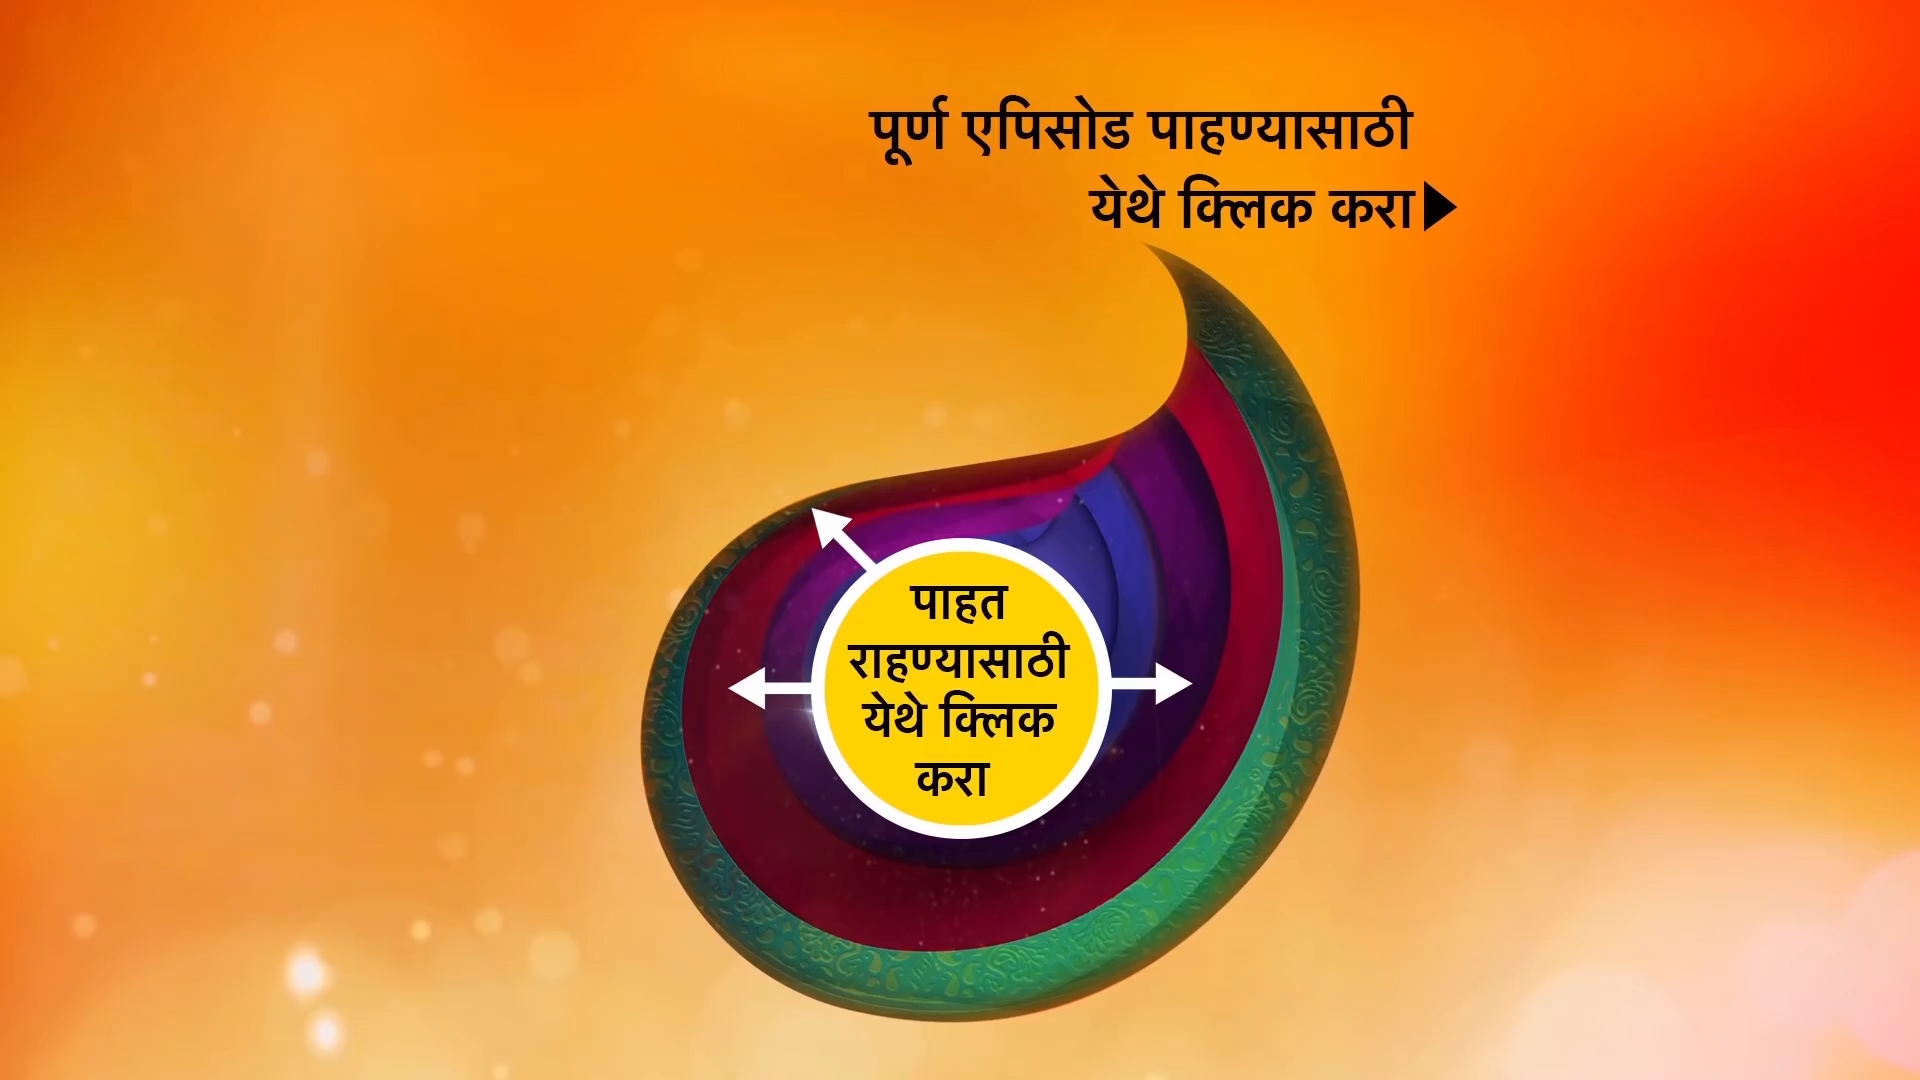 पूर्ण एपिसोड पाहण्यासाठी
येथे क्लिक करा
पाहत
राहण्यासाठी
येथे क्लिक
करा